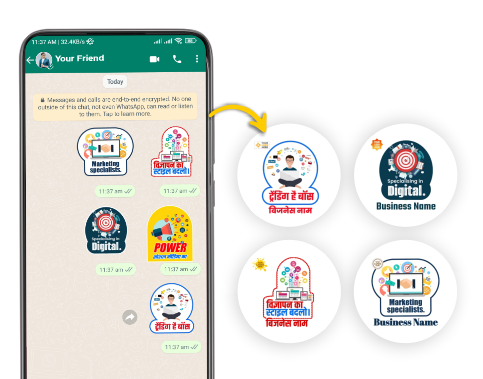 11:37 AM | 32.4KB/s
Your Friend
Today
Messages and calls are end-to-end encrypted. No one
outside of this chat, not even WhatsApp, can read or listen
to them. Tap to learn more.
Marketing
specialists.
11:37 am
विज्ञापन का
स्टाइल बदलो।
11:37 am
Specialising in
Digital.
11:37 am
POWER
सोशल मीडिया का
11:37 am
ट्रेंडिंग है बॉस
11:37 am
ट्रेंडिंग है बॉस
बिजनेस नाम
Specialising in
Digital.
Business Name
विज्ञापन का
स्टाइल बदलो।
बिजनेस नाम
Marketing
specialists.
Business Name